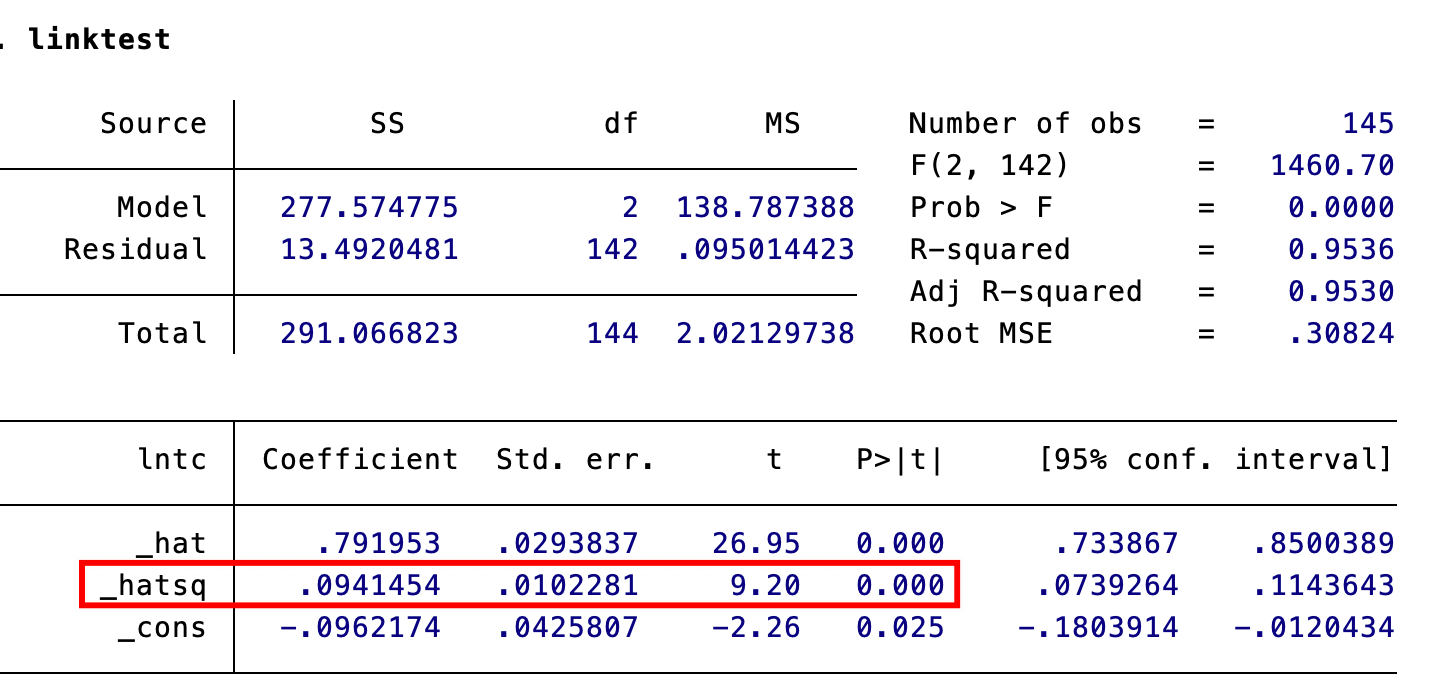 . linktest
Source SS df MS Number of obs = 145
F(2, 142) = 1460.70
Model 277.574775 2 138.787388 Prob > F = 0.0000
Residual 13.4920481 142 .095014423 R-squared = 0.9536
Adj R-squared = 0.9530
Total 291.066823 144 2.02129738 Root MSE = .30824
lntc Coefficient Std. err. t P>|t| [95% conf. interval]
_hat .791953 .0293837 26.95 0.000 .733867 .8500389
_hatsq .0941454 .0102281 9.20 0.000 .0739264 .1143643
_cons -.0962174 .0425807 -2.26 0.025 -.1803914 -.0120434